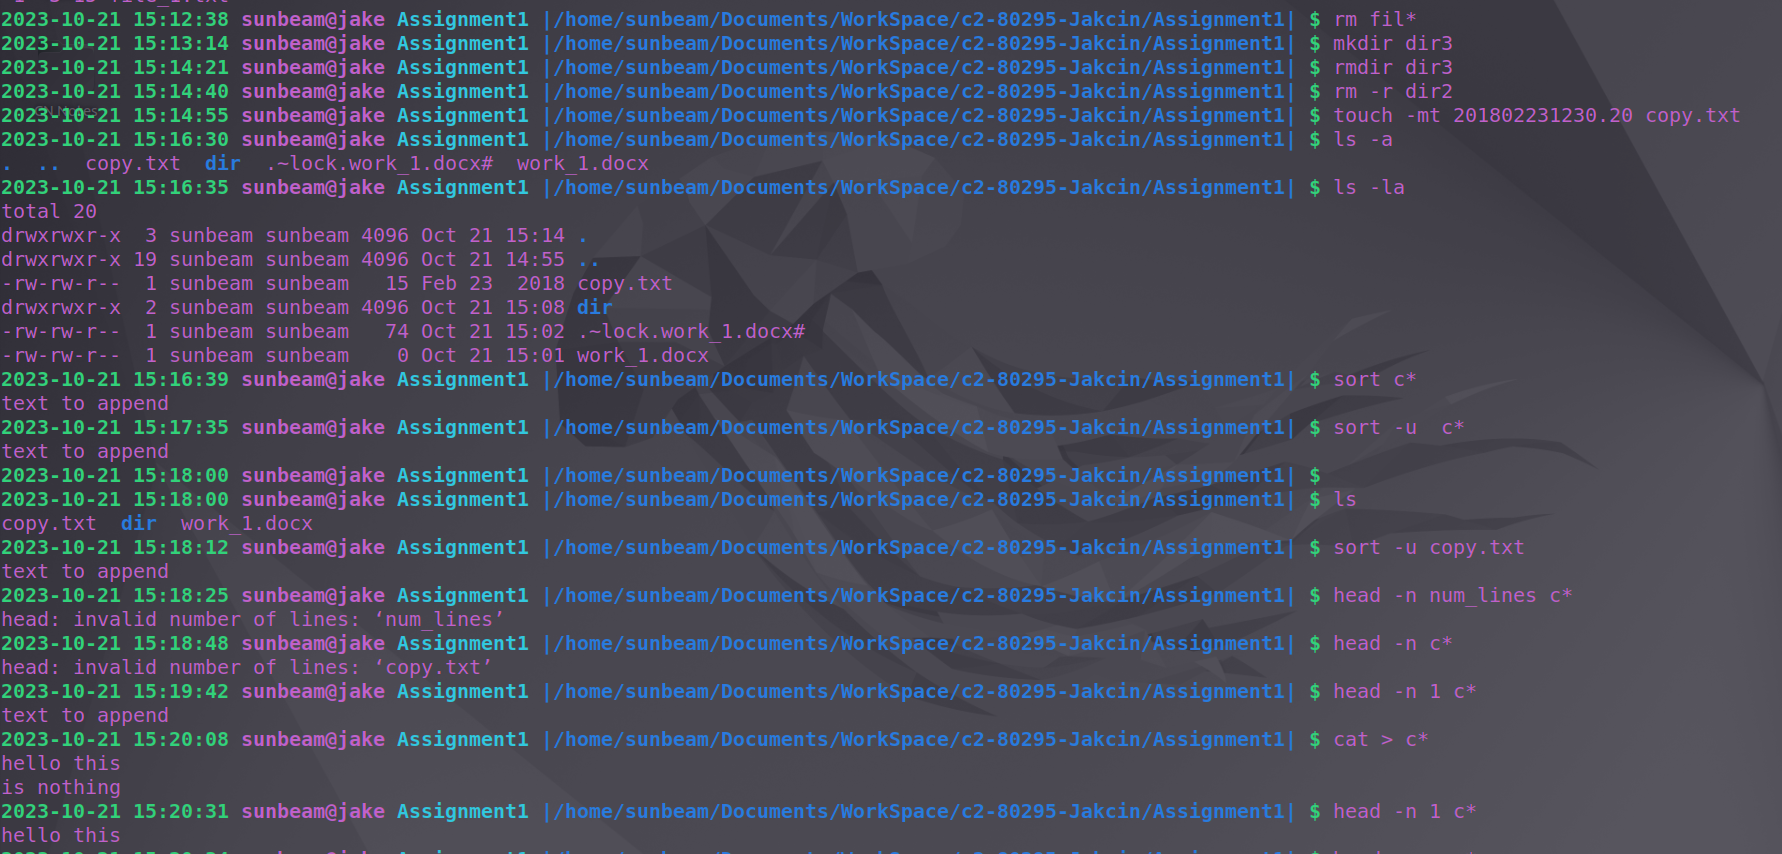 2023-10-21 15:12:38 sunbeam@jake Assignment1 |/home/sunbeam/Documents/WorkSpace/c2-80295-Jakcin/Assignment1| $ rm fil*
2023-10-21 15:13:14 sunbeam@jake Assignment1 |/home/sunbeam/Documents/WorkSpace/c2-80295-Jakcin/Assignment1| $ mkdir dir3
2023-10-21 15:14:21 sunbeam@jake Assignment1 |/home/sunbeam/Documents/WorkSpace/c2-80295-Jakcin/Assignment1| $ rmdir dir3
2023-10-21 15:14:40 sunbeam@jake Assignment1 |/home/sunbeam/Documents/WorkSpace/c2-80295-Jakcin/Assignment1| $ rm -r dir2
CN Notes
2023-10-21 15:14:55 sunbeam@jake Assignment1 |/home/sunbeam/Documents/WorkSpace/c2-80295-Jakcin/Assignment1| $ touch -mt 201802231230.20 copy.txt
2023-10-21 15:16:30 sunbeam@jake Assignment1 |/home/sunbeam/Documents/WorkSpace/c2-80295-Jakcin/Assignment1| $ ls -a
.  ..  copy.txt  dir  .~lock.work_1.docx#  work_1.docx
2023-10-21 15:16:35 sunbeam@jake Assignment1 |/home/sunbeam/Documents/WorkSpace/c2-80295-Jakcin/Assignment1| $ ls -la
total 20
drwxrwxr-x  3 sunbeam sunbeam 4096 Oct 21 15:14 .
drwxrwxr-x 19 sunbeam sunbeam 4096 Oct 21 14:55 ..
-rw-rw-r--  1 sunbeam sunbeam   15 Feb 23  2018 copy.txt
drwxrwxr-x  2 sunbeam sunbeam 4096 Oct 21 15:08 dir
-rw-rw-r--  1 sunbeam sunbeam   74 Oct 21 15:02 .~lock.work_1.docx#
-rw-rw-r--  1 sunbeam sunbeam    0 Oct 21 15:01 work_1.docx
2023-10-21 15:16:39 sunbeam@jake Assignment1 |/home/sunbeam/Documents/WorkSpace/c2-80295-Jakcin/Assignment1| $ sort c*
text to append
2023-10-21 15:17:35 sunbeam@jake Assignment1 |/home/sunbeam/Documents/WorkSpace/c2-80295-Jakcin/Assignment1| $ sort -u  c*
text to append
2023-10-21 15:18:00 sunbeam@jake Assignment1 |/home/sunbeam/Documents/WorkSpace/c2-80295-Jakcin/Assignment1| $
2023-10-21 15:18:00 sunbeam@jake Assignment1 |/home/sunbeam/Documents/WorkSpace/c2-80295-Jakcin/Assignment1| $ ls
copy.txt  dir  work_1.docx
2023-10-21 15:18:12 sunbeam@jake Assignment1 |/home/sunbeam/Documents/WorkSpace/c2-80295-Jakcin/Assignment1| $ sort -u copy.txt
text to append
2023-10-21 15:18:25 sunbeam@jake Assignment1 |/home/sunbeam/Documents/WorkSpace/c2-80295-Jakcin/Assignment1| $ head -n num_lines c*
head: invalid number of lines: ‘num_lines’
2023-10-21 15:18:48 sunbeam@jake Assignment1 |/home/sunbeam/Documents/WorkSpace/c2-80295-Jakcin/Assignment1| $ head -n c*
head: invalid number of lines: ‘copy.txt’
2023-10-21 15:19:42 sunbeam@jake Assignment1 |/home/sunbeam/Documents/WorkSpace/c2-80295-Jakcin/Assignment1| $ head -n 1 c*
text to append
2023-10-21 15:20:08 sunbeam@jake Assignment1 |/home/sunbeam/Documents/WorkSpace/c2-80295-Jakcin/Assignment1| $ cat > c*
hello this
is nothing
2023-10-21 15:20:31 sunbeam@jake Assignment1 |/home/sunbeam/Documents/WorkSpace/c2-80295-Jakcin/Assignment1| $ head -n 1 c*
hello this